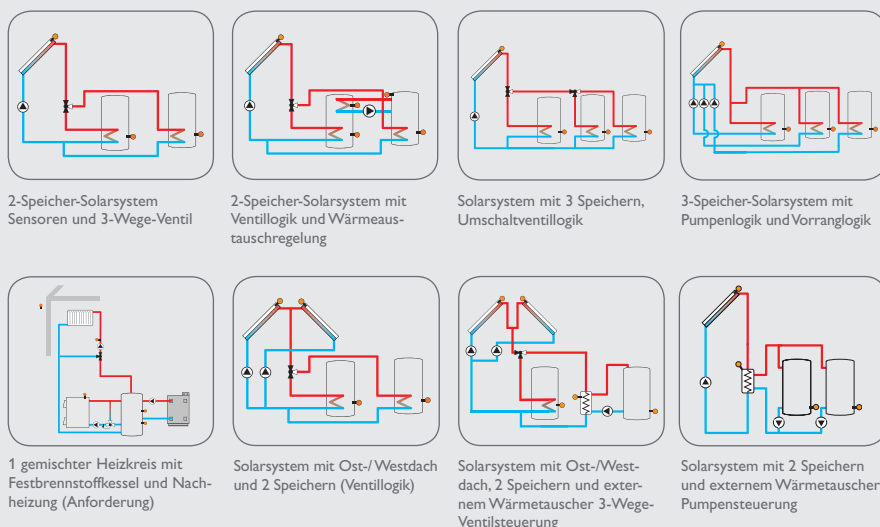 2-Speicher-Solarsystem
Sensoren und 3-Wege-Ventil
2-Speicher-Solarsystem mit
Ventillogik und Wärmeaus-
tauschregelung
Solarsystem mit 3 Speichern,
Umschaltventillogik
3-Speicher-Solarsystem mit
Pumpenlogik und Vorranglogik
1 gemischter Heizkreis mit
Festbrennstoffkessel und Nach-
heizung (Anforderung)
Solarsystem mit Ost-/ Westdach
und 2 Speichern (Ventillogik)
Solarsystem mit Ost-/West-
dach, 2 Speichern und exter-
nem Wärmetauscher 3-Wege-
Ventilsteuerung
Solarsystem mit 2 Speichern
und externem Wärmetauscher
Pumpensteuerung